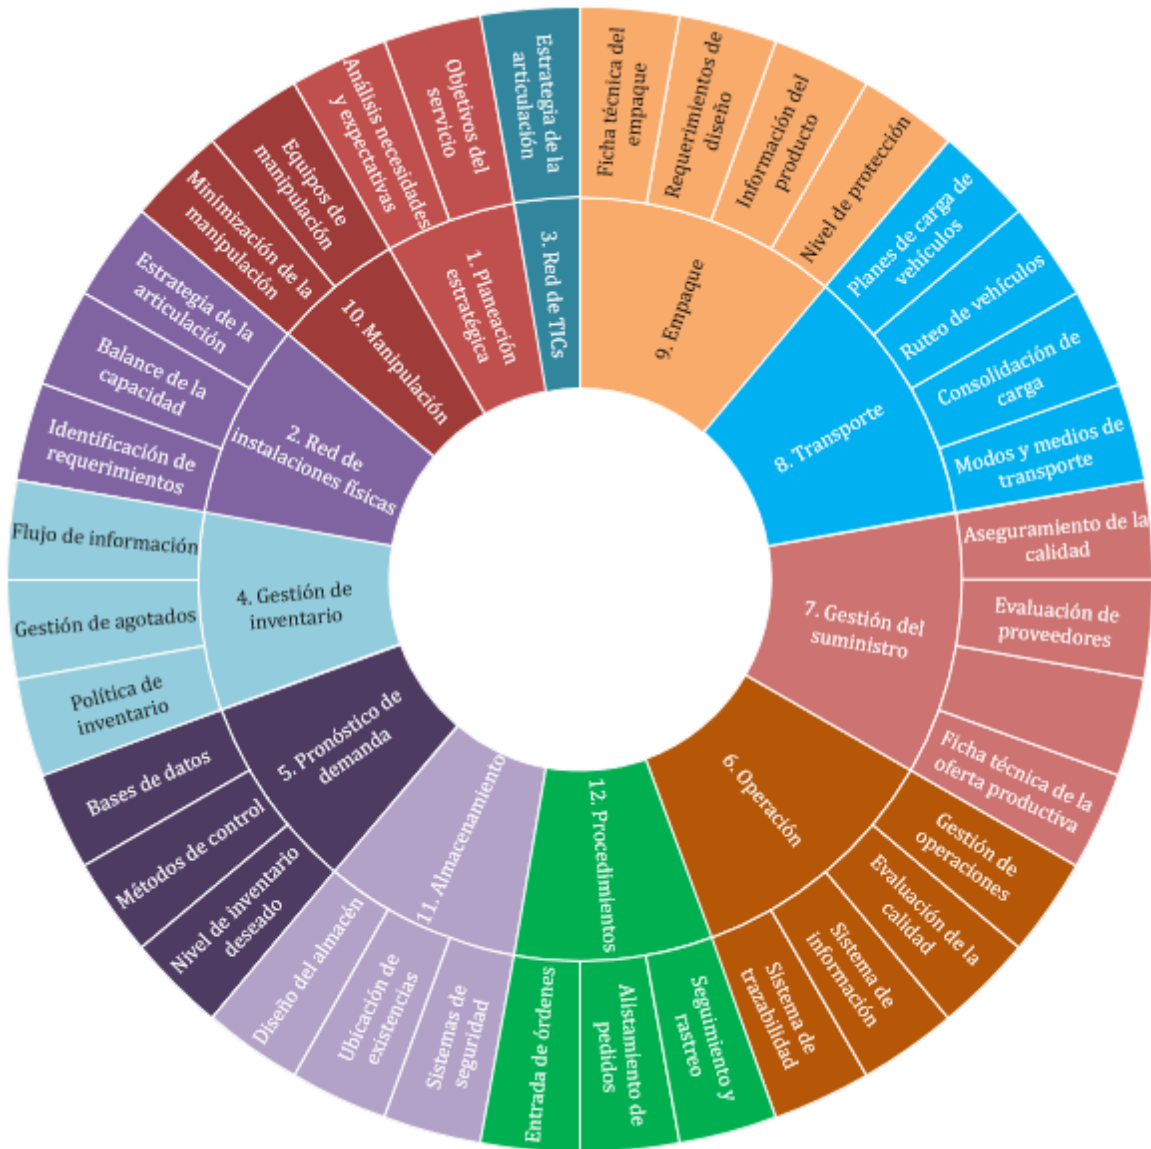 9. Empaque
Ficha técnica del
empaque
Requerimientos de
diseño
Información del
producto
Nivel de protección
8. Transporte
Planes de carga de
vehículos
Ruteo de vehículos
Consolidación de
carga
Modos y medios de
transporte
7. Gestión del
suministro
Aseguramiento de la
calidad
Evaluación de
proveedores
Ficha técnica de la
oferta productiva
6. Operación
Gestión de
operaciones
Evaluación de la
calidad
Sistema de
información
Sistema de
trazabilidad
12. Procedimientos
Seguimiento y
rastreo
Alistamiento de
pedidos
Entrada de órdenes
11. Almacenamiento
Sistemas de
seguridad
Ubicación de
existencias
Diseño del almacén
5. Pronóstico de
demanda
Nivel de inventario
deseado
Métodos de control
Bases de datos
4. Gestión de
inventario
Política de
inventario
Gestión de agotados
Flujo de información
2. Red de
instalaciones físicas
Identificación de
requerimientos
Balance de la
capacidad
Estrategia de la
articulación
10. Manipulación
Minimización de la
manipulación
Equipos de
manipulación
1. Planeación
estratégica
Análisis necesidades
y expectativas
Objetivos del
servicio
3. Red de TICs
Estrategia de la
articulación